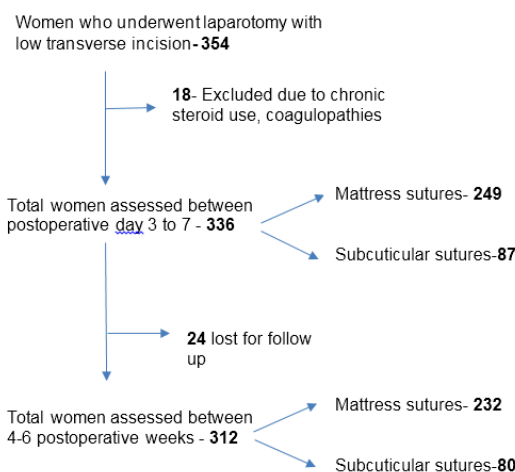 Women who underwent laparotomy with
low transverse incision- 354
18- Excluded due to chronic
steroid use, coagulopathies
Total women assessed between
postoperative day 3 to 7 - 336
Mattress sutures- 249
Subcuticular sutures-87
24 lost for follow
up
Total women assessed between
4-6 postoperative weeks - 312
Mattress sutures- 232
Subcuticular sutures-80